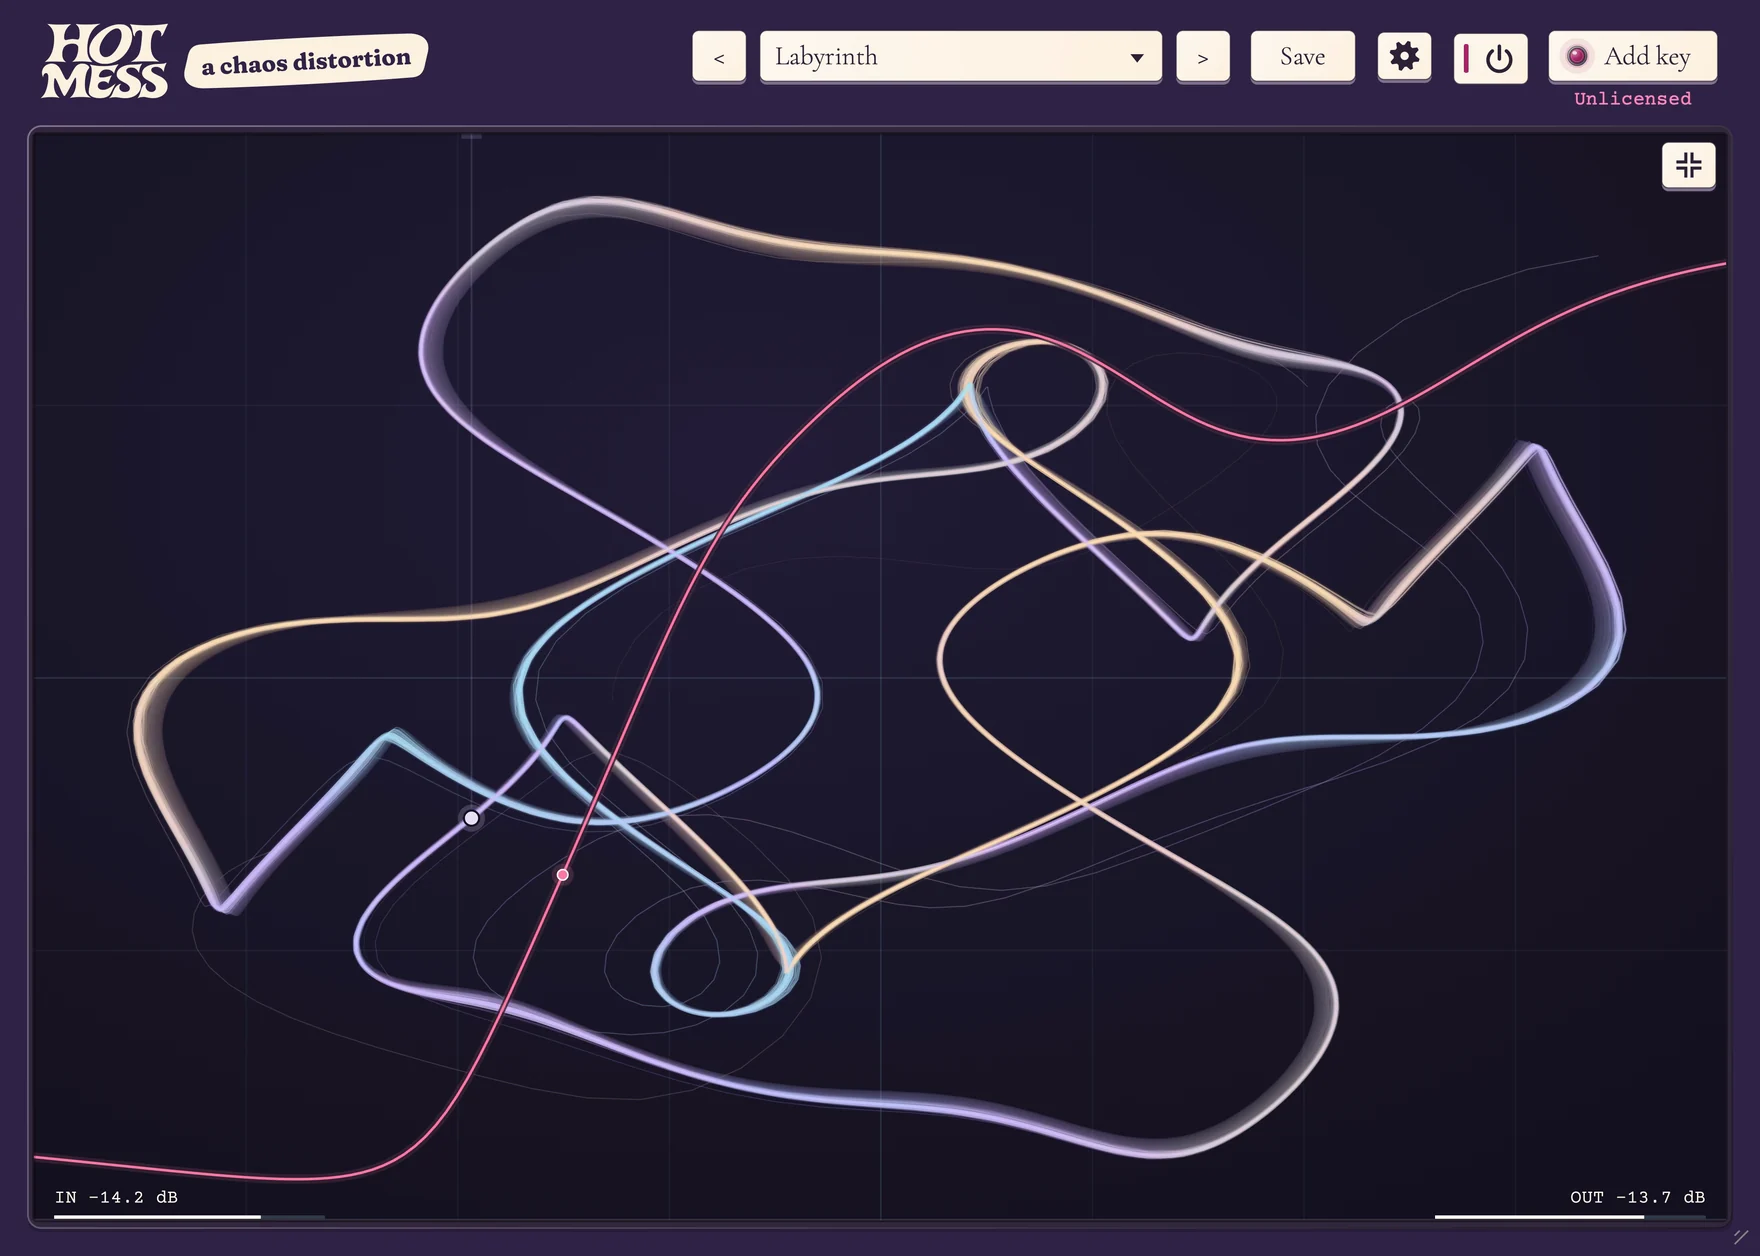 HOT
MESS
a chaos distortion
<
Labyrinth
>
Save
Add key
Unlicensed
IN -14.2 dB
OUT -13.7 dB